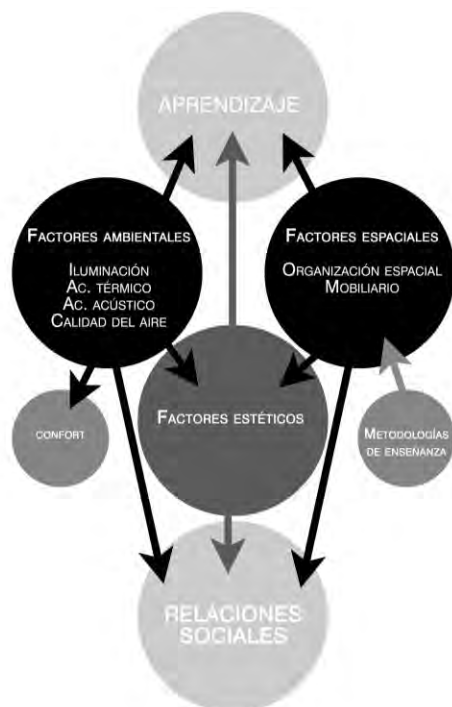 APRENDIZAJE
FACTORES AMBIENTALES
ILUMINACIÓN
AC. TÉRMICO
AC. ACÚSTICO
CALIDAD DEL AIRE
FACTORES ESPACIALES
ORGANIZACIÓN ESPACIAL
MOBILIARIO
FACTORES ESTÉTICOS
CONFORT
METODOLOGÍAS
DE ENSEÑANZA
RELACIONES
SOCIALES